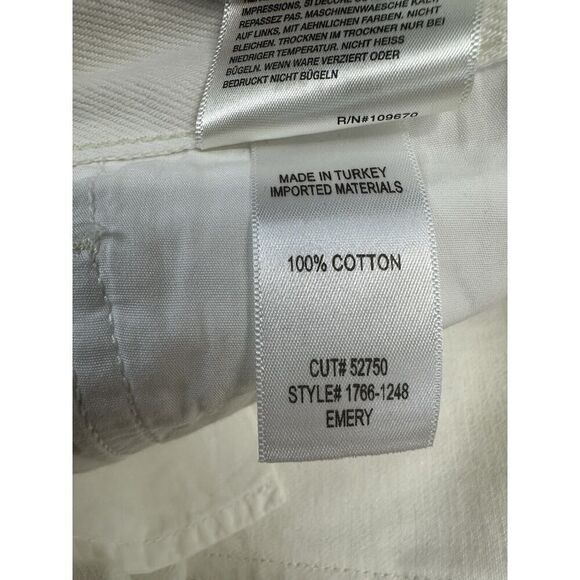 IMPRESSIONS, SI DÉCORÉ OU
REPASSEZ PAS. MASCHINENWAESCHE KALT,
AUF LINKS, MIT AEHNLICHEN FARBEN. NICHT
BLEICHEN. TROCKNEN IM TROCKNER NUR BEI
NIEDRIGER TEMPERATUR. NICHT HEISS
BÜGELN. WENN WARE VERZIERT ODER
BEDRUCKT NICHT BÜGELN
R/N#109670
MADE IN TURKEY
IMPORTED MATERIALS
100% COTTON
CUT# 52750
STYLE# 1766-1248
EMERY